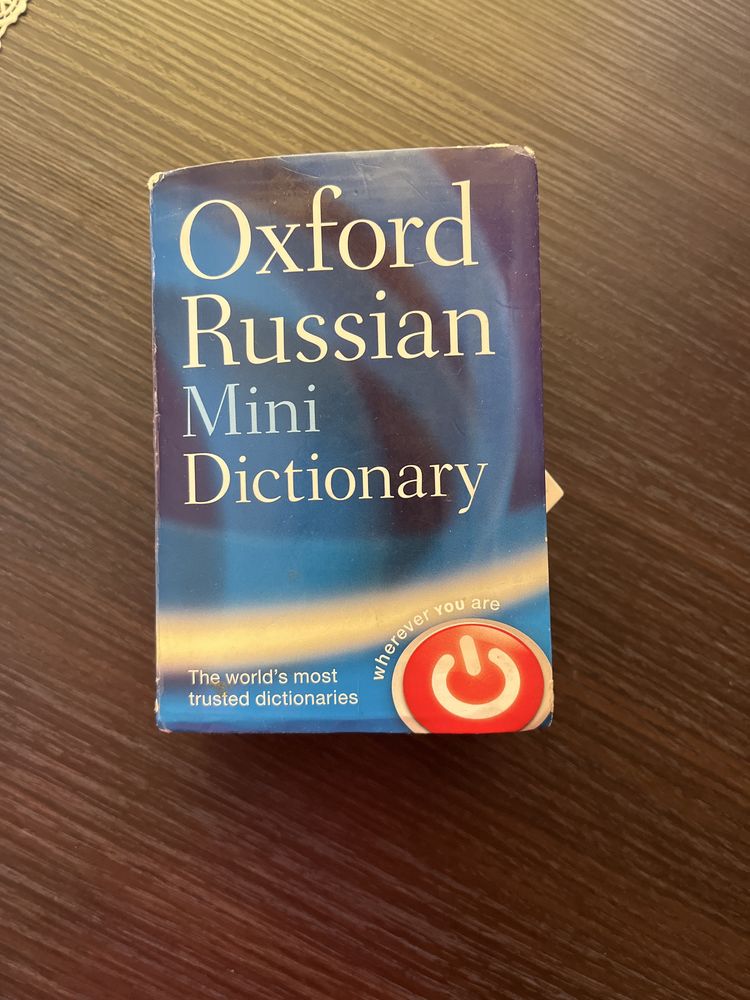 Oxford
Russian
Mini
Dictionary
wherever YOU are
The world's most
trusted dictionaries